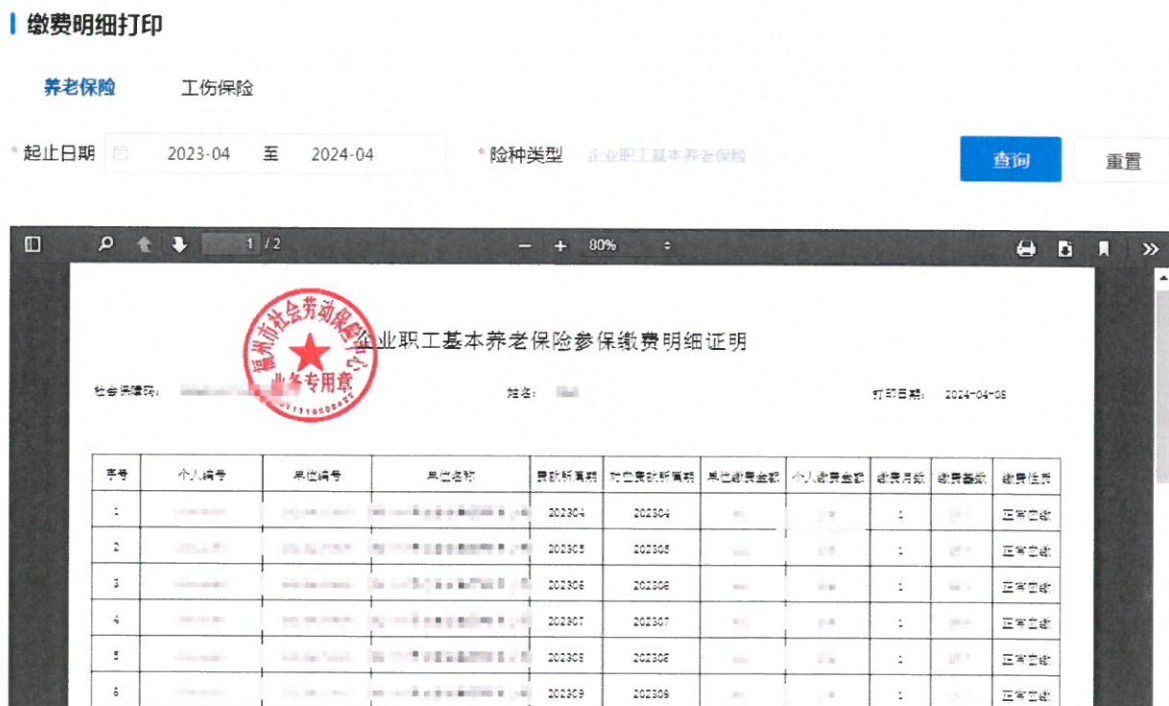 缴费明细打印
养老保险 工伤保险
* 起止日期 2023-04 至 2024-04 * 险种类型 企业职工基本养老保险 查询 重置
1 / 2 80%
福州市社会劳动保险中心
业务专用章
企业职工基本养老保险参保缴费明细证明
社会保障码: 姓名: 打印日期: 2024-04-08
序号 个人编号 单位编号 单位名称 费款所属期 对应费款所属期 单位缴费金额 个人缴费金额 缴费月数 缴费基数 缴费性质
1 202304 202304 1 正常应缴
2 202305 202305 1 正常应缴
3 202306 202306 1 正常应缴
4 202307 202307 1 正常应缴
5 202308 202308 1 正常应缴
6 202309 202309 1 正常应缴